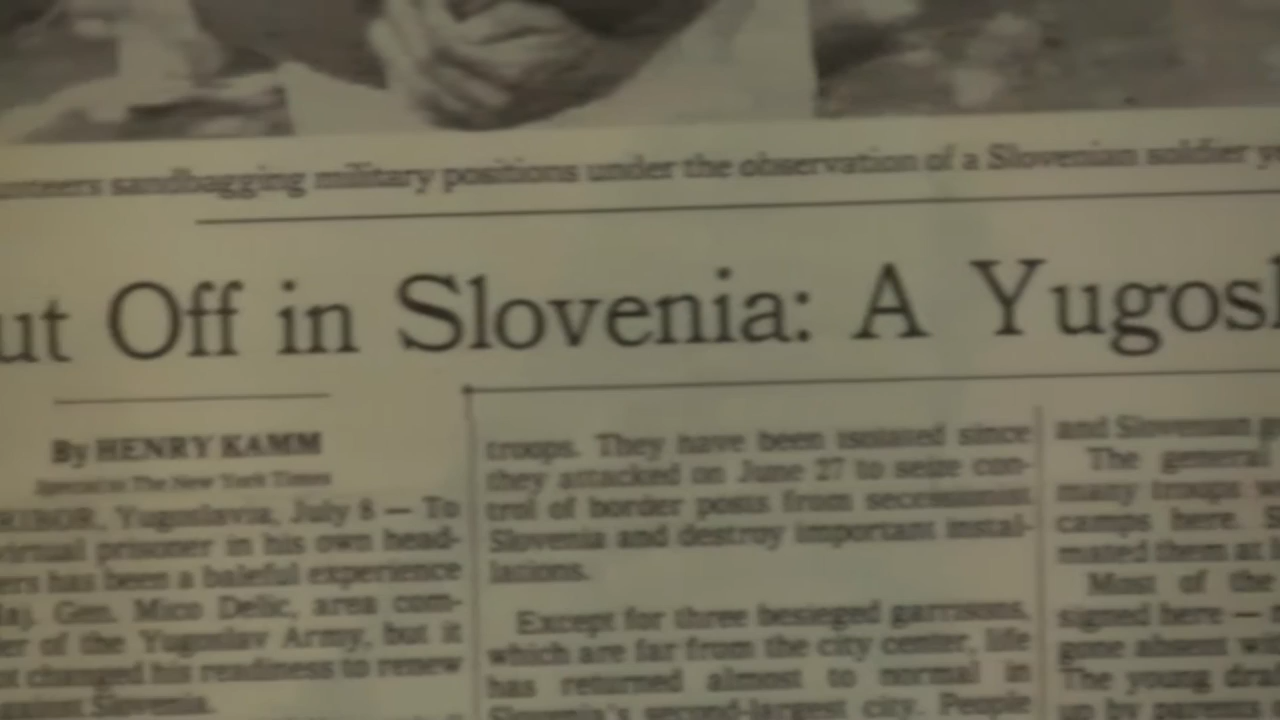 unteers sandbagging military positions under the observation of a Slovenian soldier y
ut Off in Slovenia: A Yugosl
By HENRY KAMM
Special to The New York Times
RIBOR, Yugoslavia, July 8 — To
virtual prisoner in his own head-
ers has been a baleful experience
aj. Gen. Mico Delic, area com-
er of the Yugoslav Army, but it
t changed his readiness to renew
against Slovenia.
troops. They have been isolated since
they attacked on June 27 to seize con-
trol of border posts from secessionist
Slovenia and destroy important instal-
lations.
Except for three besieged garrisons,
which are far from the city center, life
has returned almost to normal in
Slovenia's second-largest city. People
and Slovenian
The general
many troops
camps here. S
mated them at
Most of the
signed here —
gone absent
The young
up by parents